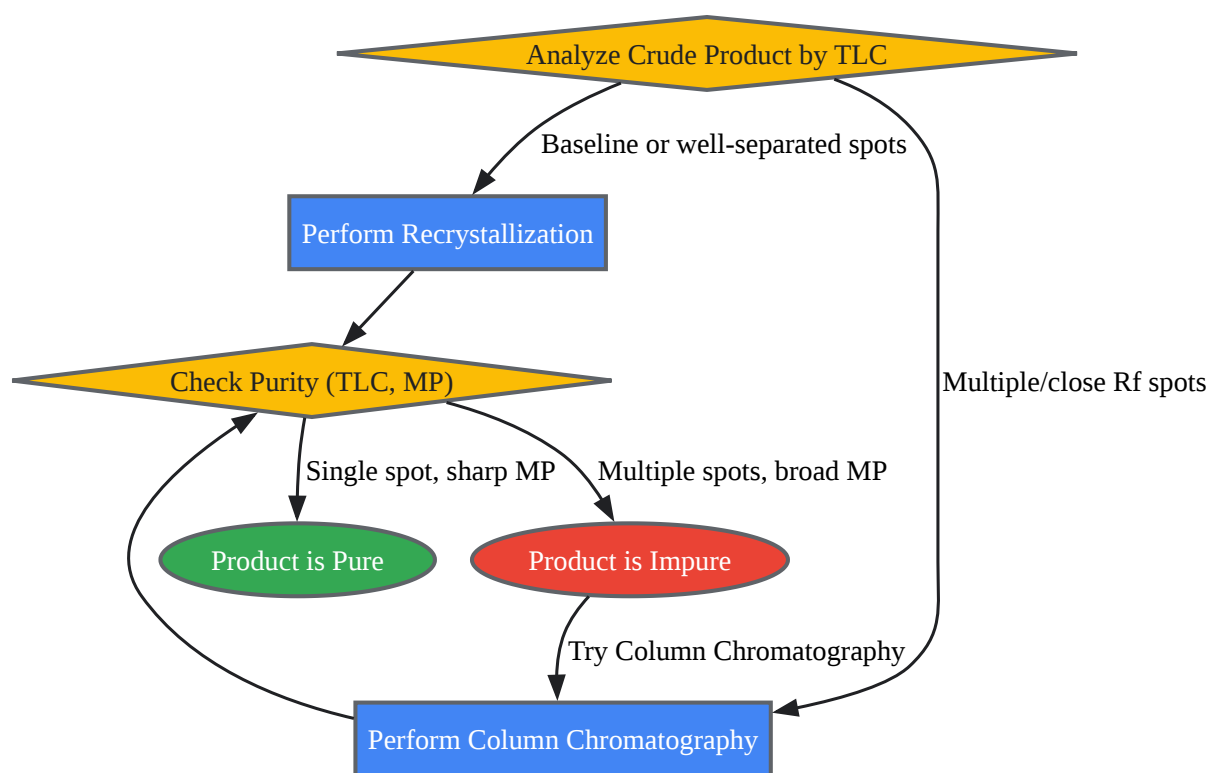 Analyze Crude Product by TLC
Baseline or well-separated spots
Perform Recrystallization
Check Purity (TLC, MP)
Multiple/close Rf spots
Single spot, sharp MP
Multiple spots, broad MP
Product is Pure
Product is Impure
Try Column Chromatography
Perform Column Chromatography